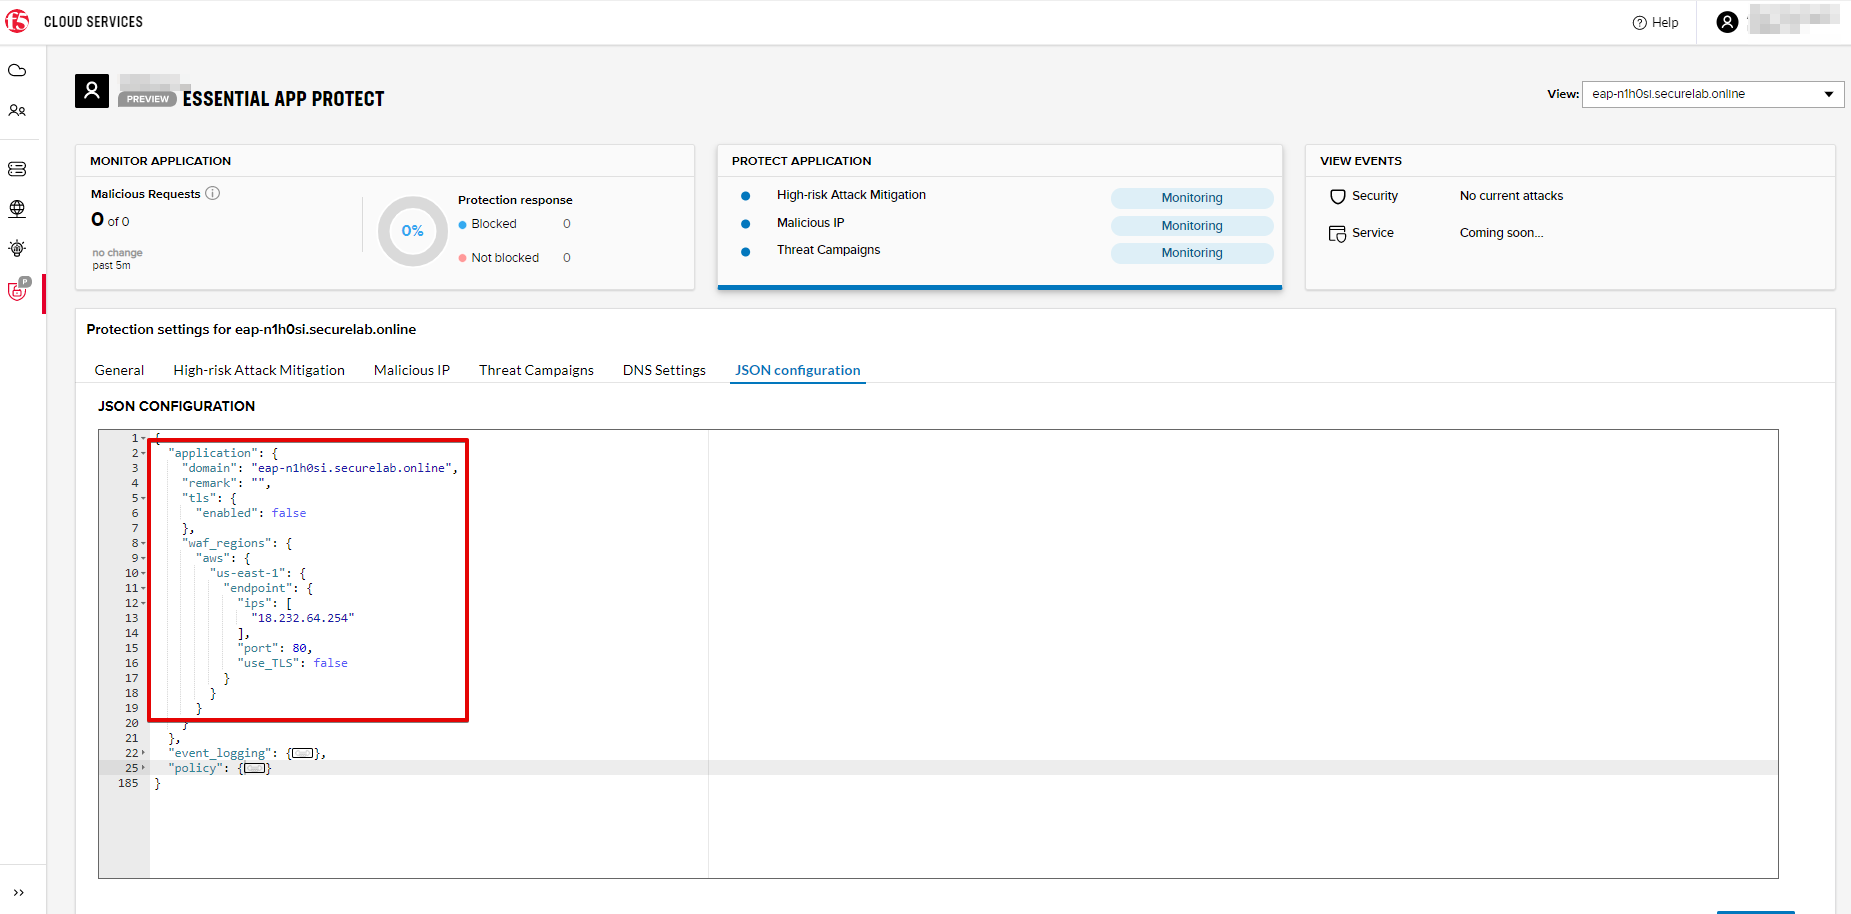 f5 CLOUD SERVICES
Help
PREVIEW ESSENTIAL APP PROTECT
View: eap-n1h0si.securelab.online
MONITOR APPLICATION
Malicious Requests
0 of 0
no change
past 5m
0%
Protection response
Blocked 0
Not blocked 0
PROTECT APPLICATION
High-risk Attack Mitigation Monitoring
Malicious IP Monitoring
Threat Campaigns Monitoring
VIEW EVENTS
Security No current attacks
Service Coming soon...
P
Protection settings for eap-n1h0si.securelab.online
General High-risk Attack Mitigation Malicious IP Threat Campaigns DNS Settings JSON configuration
JSON CONFIGURATION
1 {
2 "application": {
3 "domain": "eap-n1h0si.securelab.online",
4 "remark": "",
5 "tls": {
6 "enabled": false
7 },
8 "waf_regions": {
9 "aws": {
10 "us-east-1": {
11 "endpoint": {
12 "ips": [
13 "18.232.64.254"
14 ],
15 "port": 80,
16 "use_TLS": false
17 }
18 }
19 }
20 }
21 },
22 "event_logging": {},
25 "policy": {}
185 }